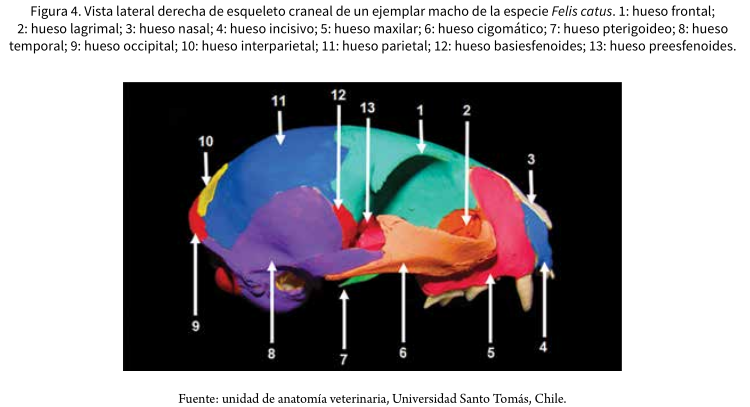 Figura 4. Vista lateral derecha de esqueleto craneal de un ejemplar macho de la especie Felis catus. 1: hueso frontal;
2: hueso lagrimal; 3: hueso nasal; 4: hueso incisivo; 5: hueso maxilar; 6: hueso cigomático; 7: hueso pterigoideo; 8: hueso
temporal; 9: hueso occipital; 10: hueso interparietal; 11: hueso parietal; 12: hueso basiesfenoides; 13: hueso preesfenoides.
11 12 13 1 2
10 3
9 8 7 6 5 4
Fuente: unidad de anatomía veterinaria, Universidad Santo Tomás, Chile.